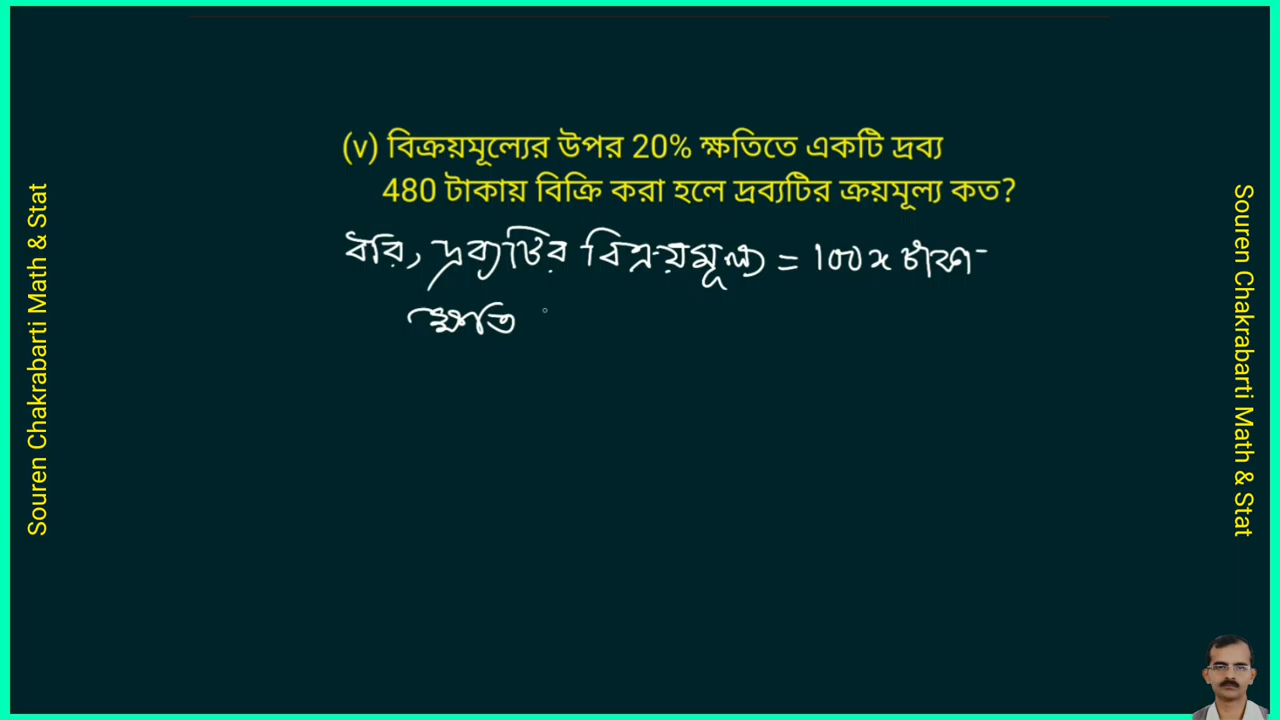 Souren Chakrabarti Math & Stat
(v) বিক্রয়মূল্যের উপর 20% ক্ষতিতে একটি দ্রব্য
480 টাকায় বিক্রি করা হলে দ্রব্যটির ক্রয়মূল্য কত?
ধরি, দ্রব্যটির বিক্রয়মূল্য = 100x টাকা
ক্ষতি
Souren Chakrabarti Math & Stat